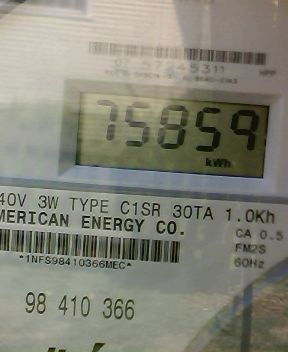 75859
kWh
40V 3W TYPE C1SR 30TA 1.0Kh
MERICAN ENERGY CO.
CA 0.5
FM2S
60Hz
*1NFS98410366MEC*
98 410 366